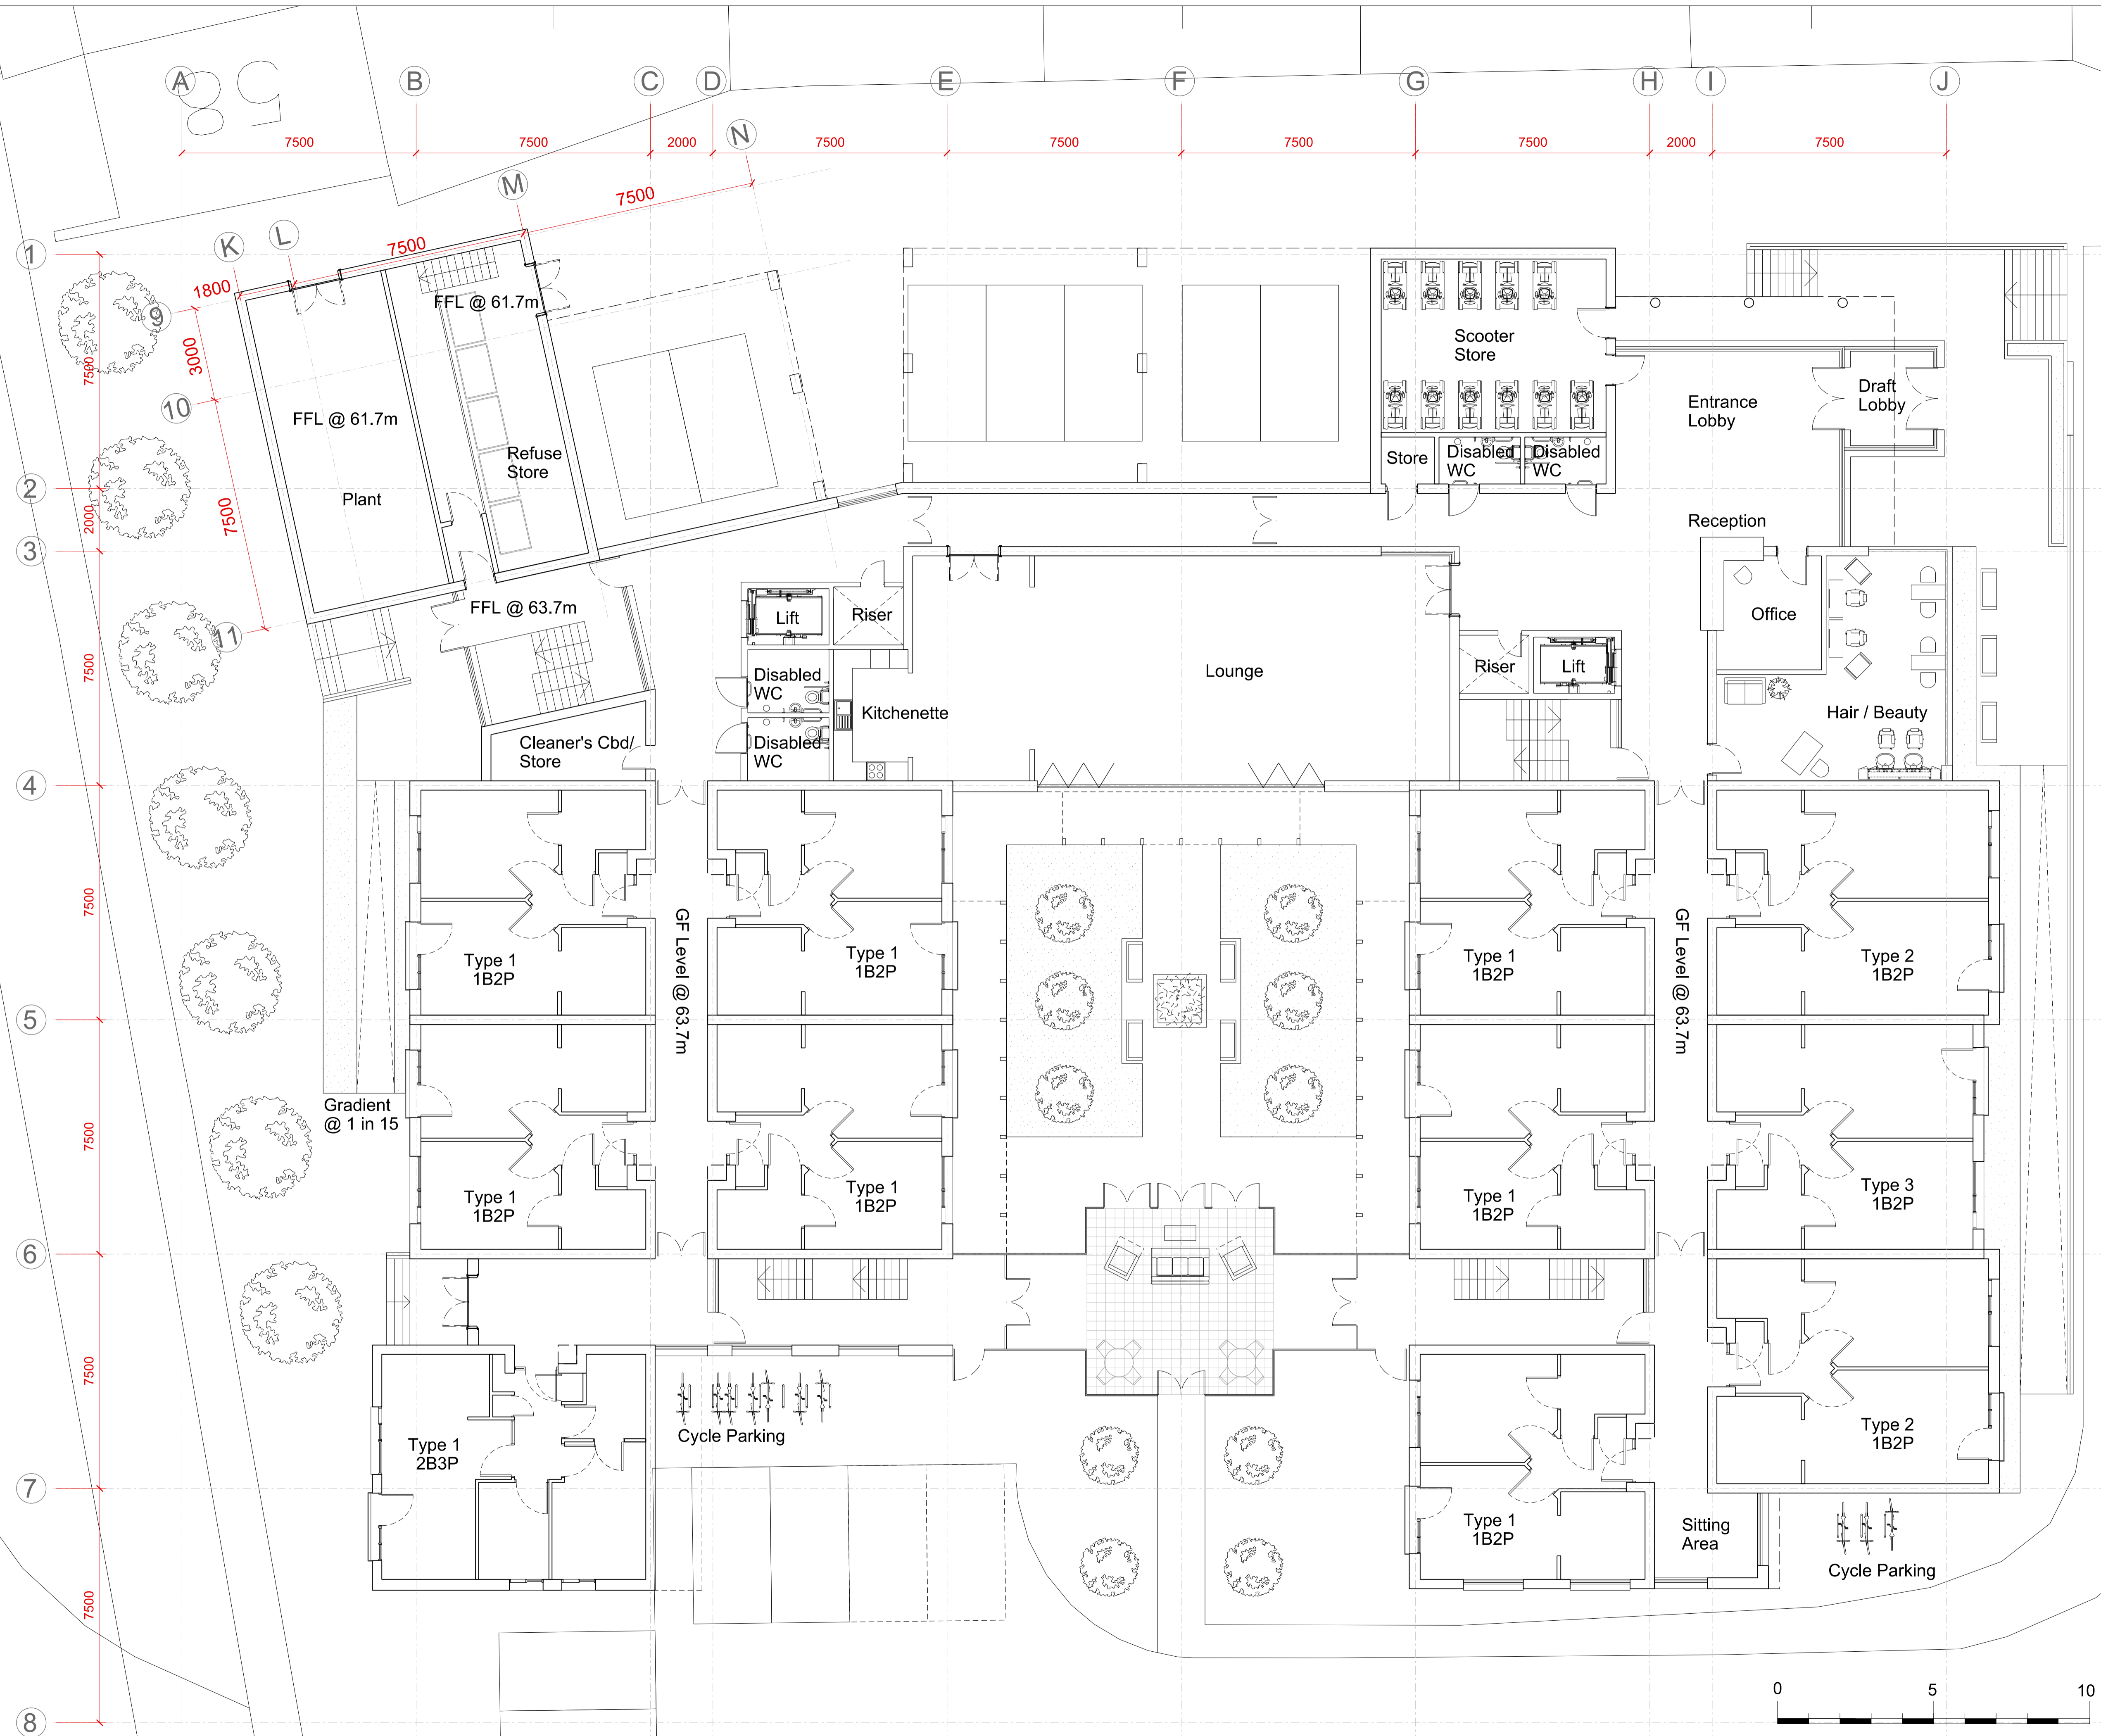 58
A
B
C
D
E
F
G
H
I
J
7500
7500
2000
7500
7500
7500
7500
2000
7500
N
M
7500
L
K
7500
1800
1
9
3000
7500
10
7500
2
2000
3
11
7500
4
7500
5
7500
6
7500
7
7500
8
FFL @ 61.7m
FFL @ 61.7m
Plant
Refuse
Store
FFL @ 63.7m
Scooter
Store
Store
Disabled
WC
Disabled
WC
Entrance
Lobby
Draft
Lobby
Reception
Office
Hair / Beauty
Lift
Riser
Disabled
WC
Disabled
WC
Kitchenette
Lounge
Riser
Lift
Cleaner's Cbd/
Store
Type 1
1B2P
GF Level @ 63.7m
Type 1
1B2P
Type 1
1B2P
GF Level @ 63.7m
Type 2
1B2P
Gradient
@ 1 in 15
Type 1
1B2P
Type 1
1B2P
Type 1
1B2P
Type 3
1B2P
Type 1
2B3P
Cycle Parking
Type 2
1B2P
Type 1
1B2P
Sitting
Area
Cycle Parking
0
5
10